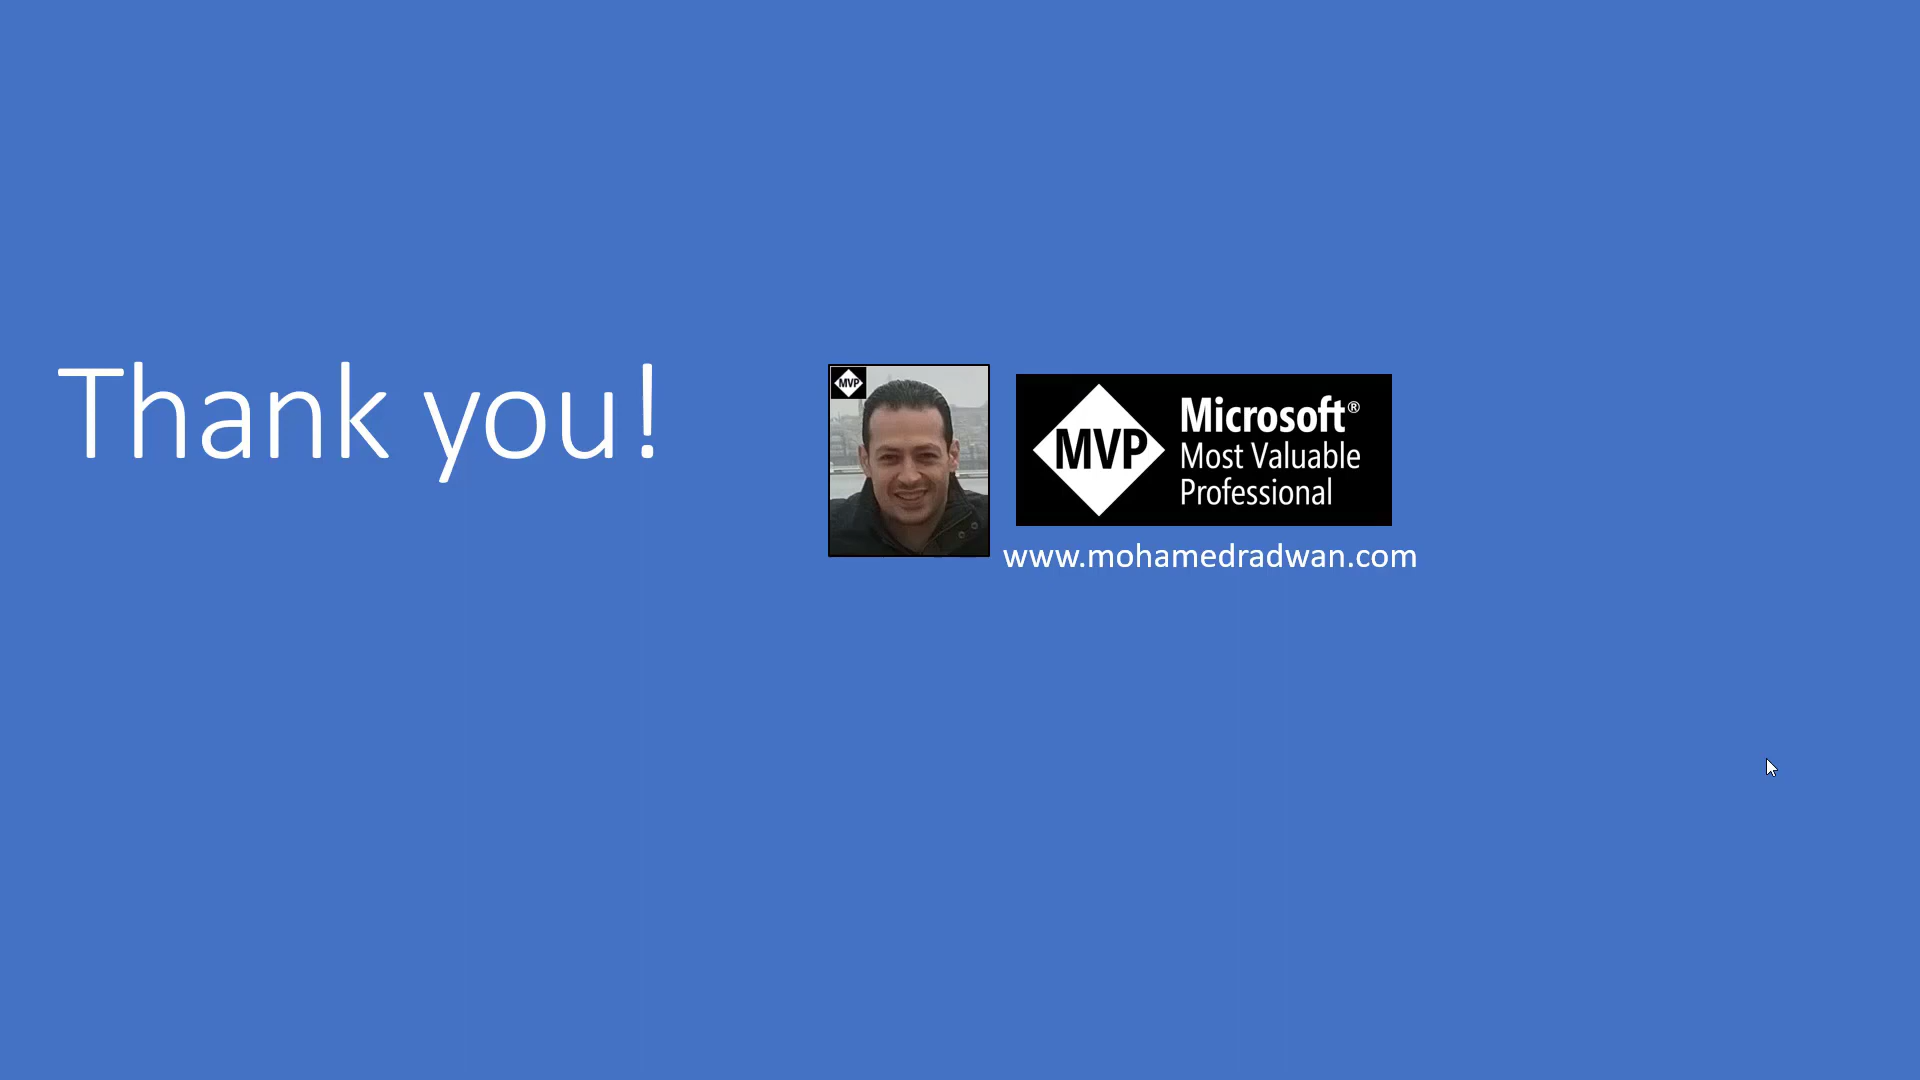 Thank you!
MVP
MVP
Microsoft®
Most Valuable
Professional
www.mohamedradwan.com